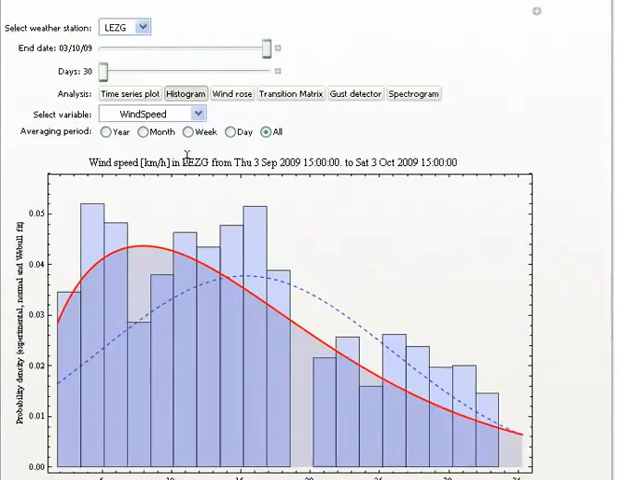 Select weather station: LEZG
End date: 03/10/09
Days: 30
Analysis: Time series plot Histogram Wind rose Transition Matrix Gust detector Spectrogram
Select variable: WindSpeed
Averaging period: Year Month Week Day All
Wind speed [km/h] in LEZG from Thu 3 Sep 2009 15:00:00. to Sat 3 Oct 2009 15:00:00
Probability density (experimental, normal and Weibull fit)
0.05
0.04
0.03
0.02
0.01
0.00